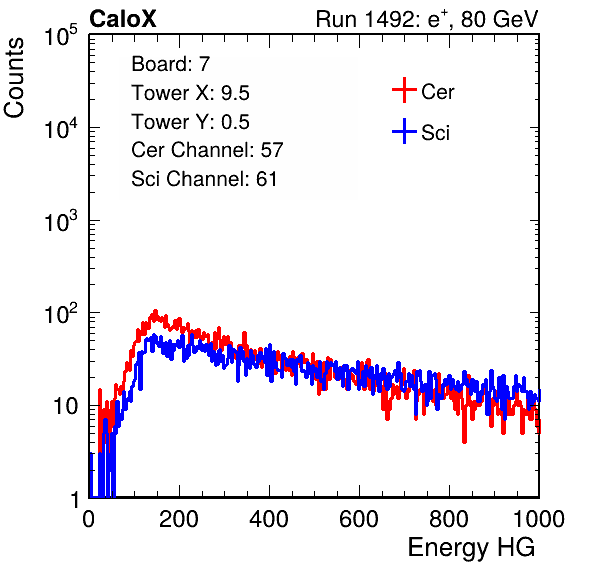 CaloX Run 1492: e⁺, 80 GeV
Counts
10⁵
10⁴
10³
10²
10
1
Board: 7
Tower X: 9.5
Tower Y: 0.5
Cer Channel: 57
Sci Channel: 61
Cer
Sci
0 200 400 600 800 1000
Energy HG